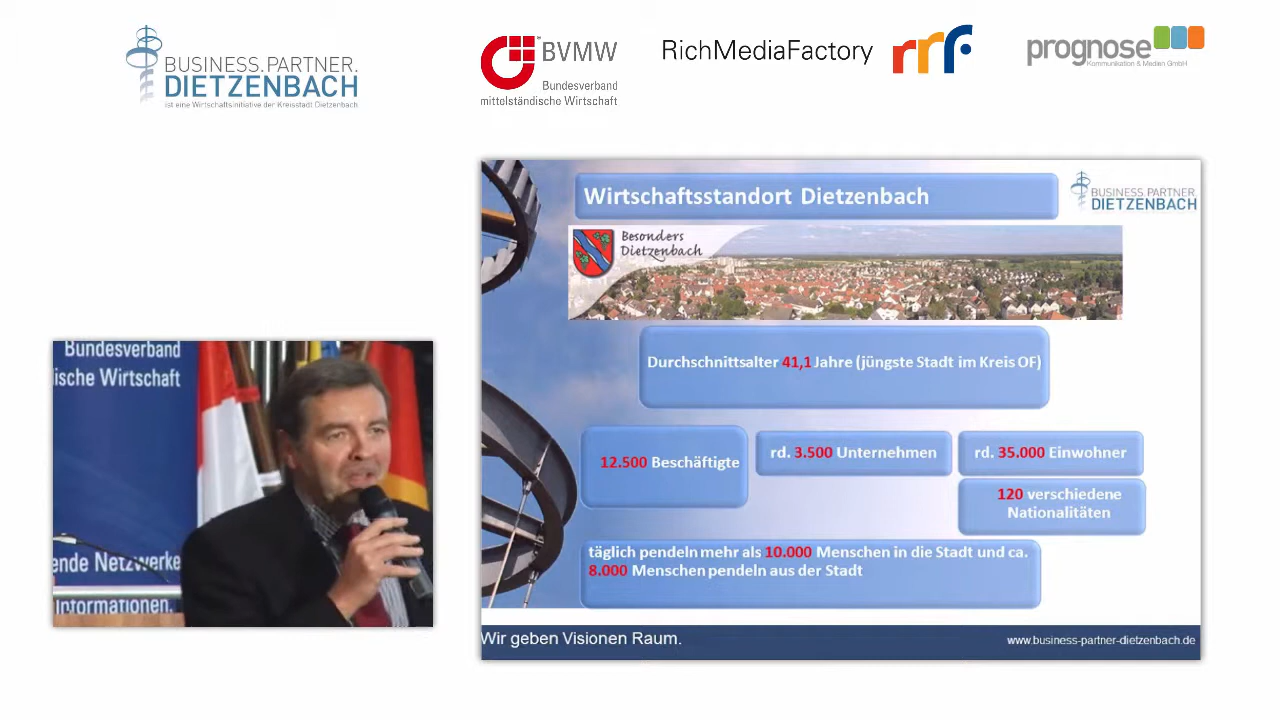 BUSINESS.PARTNER.
DIETZENBACH
ist eine Wirtschaftsinitiative der Kreisstadt Dietzenbach
BVMW
Bundesverband
mittelständische Wirtschaft
RichMediaFactory
rrf
prognose
Kommunikation & Medien GmbH
Wirtschaftsstandort Dietzenbach
BUSINESS.PARTNER
DIETZENBACH
Besonders
Dietzenbach
Durchschnittsalter 41,1 Jahre (jüngste Stadt im Kreis OF)
12.500 Beschäftigte
rd. 3.500 Unternehmen
rd. 35.000 Einwohner
120 verschiedene
Nationalitäten
täglich pendeln mehr als 10.000 Menschen in die Stadt und ca.
8.000 Menschen pendeln aus der Stadt
Wir geben Visionen Raum.
www.business-partner-dietzenbach.de
Bundesverband
ische Wirtschaft
ende Netzwerke
Informationen.